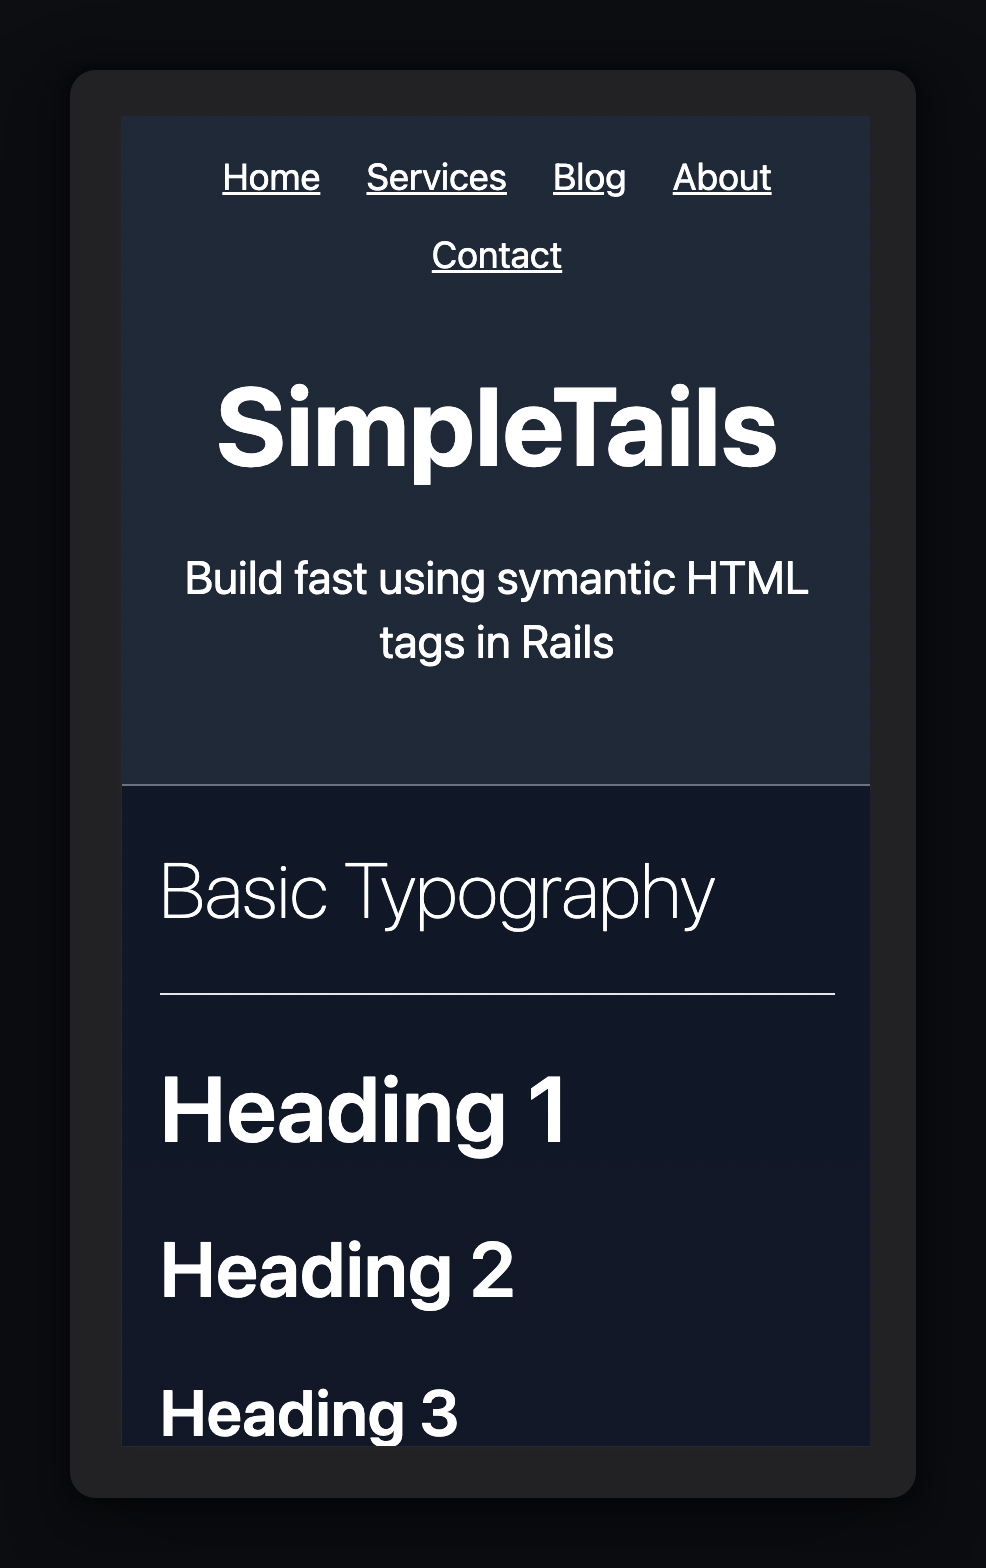 Home Services Blog About
Contact
SimpleTails
Build fast using symantic HTML
tags in Rails
Basic Typography
Heading 1
Heading 2
Heading 3